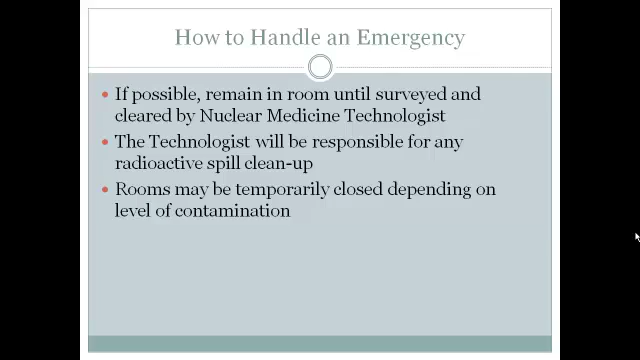 How to Handle an Emergency
If possible, remain in room until surveyed and
cleared by Nuclear Medicine Technologist
The Technologist will be responsible for any
radioactive spill clean-up
Rooms may be temporarily closed depending on
level of contamination